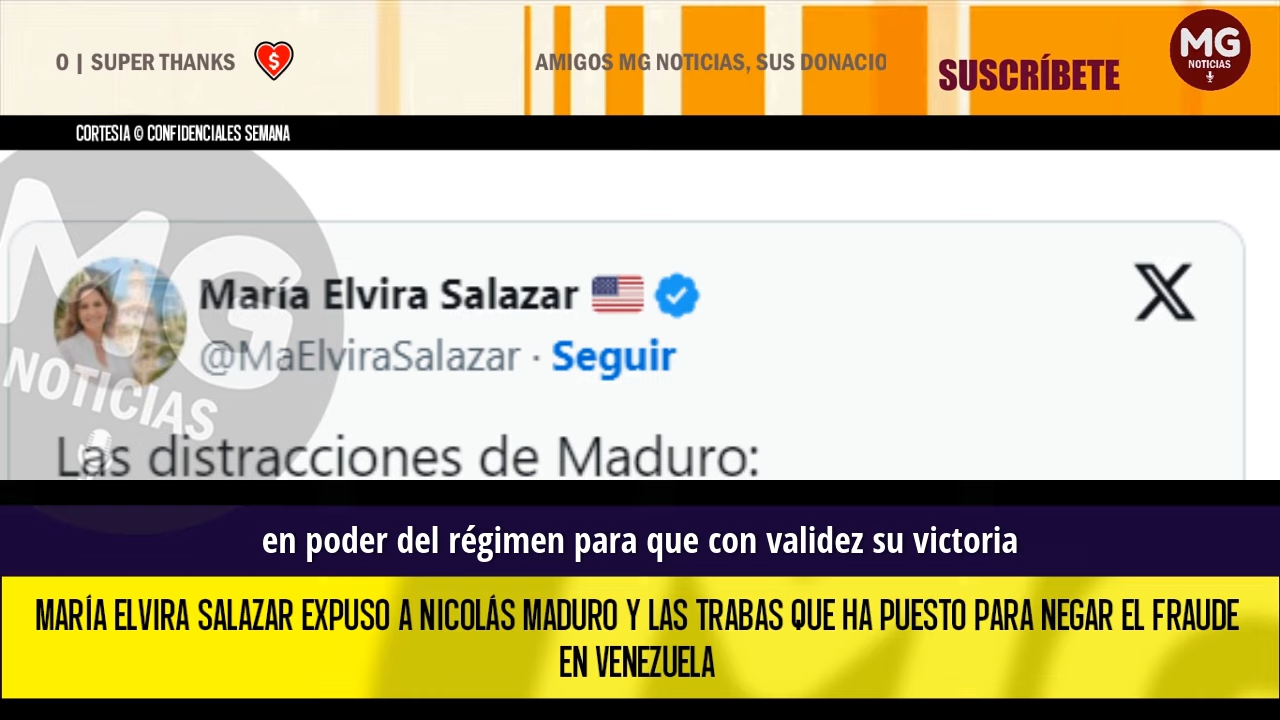 0 | SUPER THANKS
AMIGOS MG NOTICIAS, SUS DONACIO
SUSCRÍBETE
MG
NOTICIAS
CORTESIA © CONFIDENCIALES SEMANA
MG
NOTICIAS
María Elvira Salazar
@MaElviraSalazar · Seguir
Las distracciones de Maduro:
en poder del régimen para que con validez su victoria
MARÍA ELVIRA SALAZAR EXPUSO A NICOLÁS MADURO Y LAS TRABAS QUE HA PUESTO PARA NEGAR EL FRAUDE
EN VENEZUELA